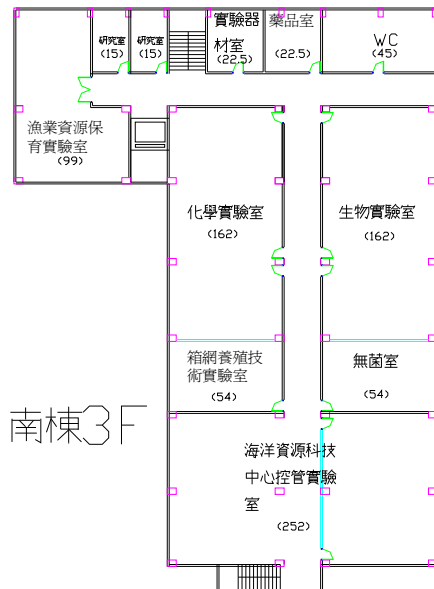 研究室
(15)
研究室
(15)
實驗器
材室
(22.5)
藥品室
(22.5)
WC
(45)
漁業資源保
育實驗室
(99)
化學實驗室
(162)
生物實驗室
(162)
箱網養殖技
術實驗室
(54)
無菌室
(54)
南棟3F
海洋資源科技
中心控管實驗
室
(252)